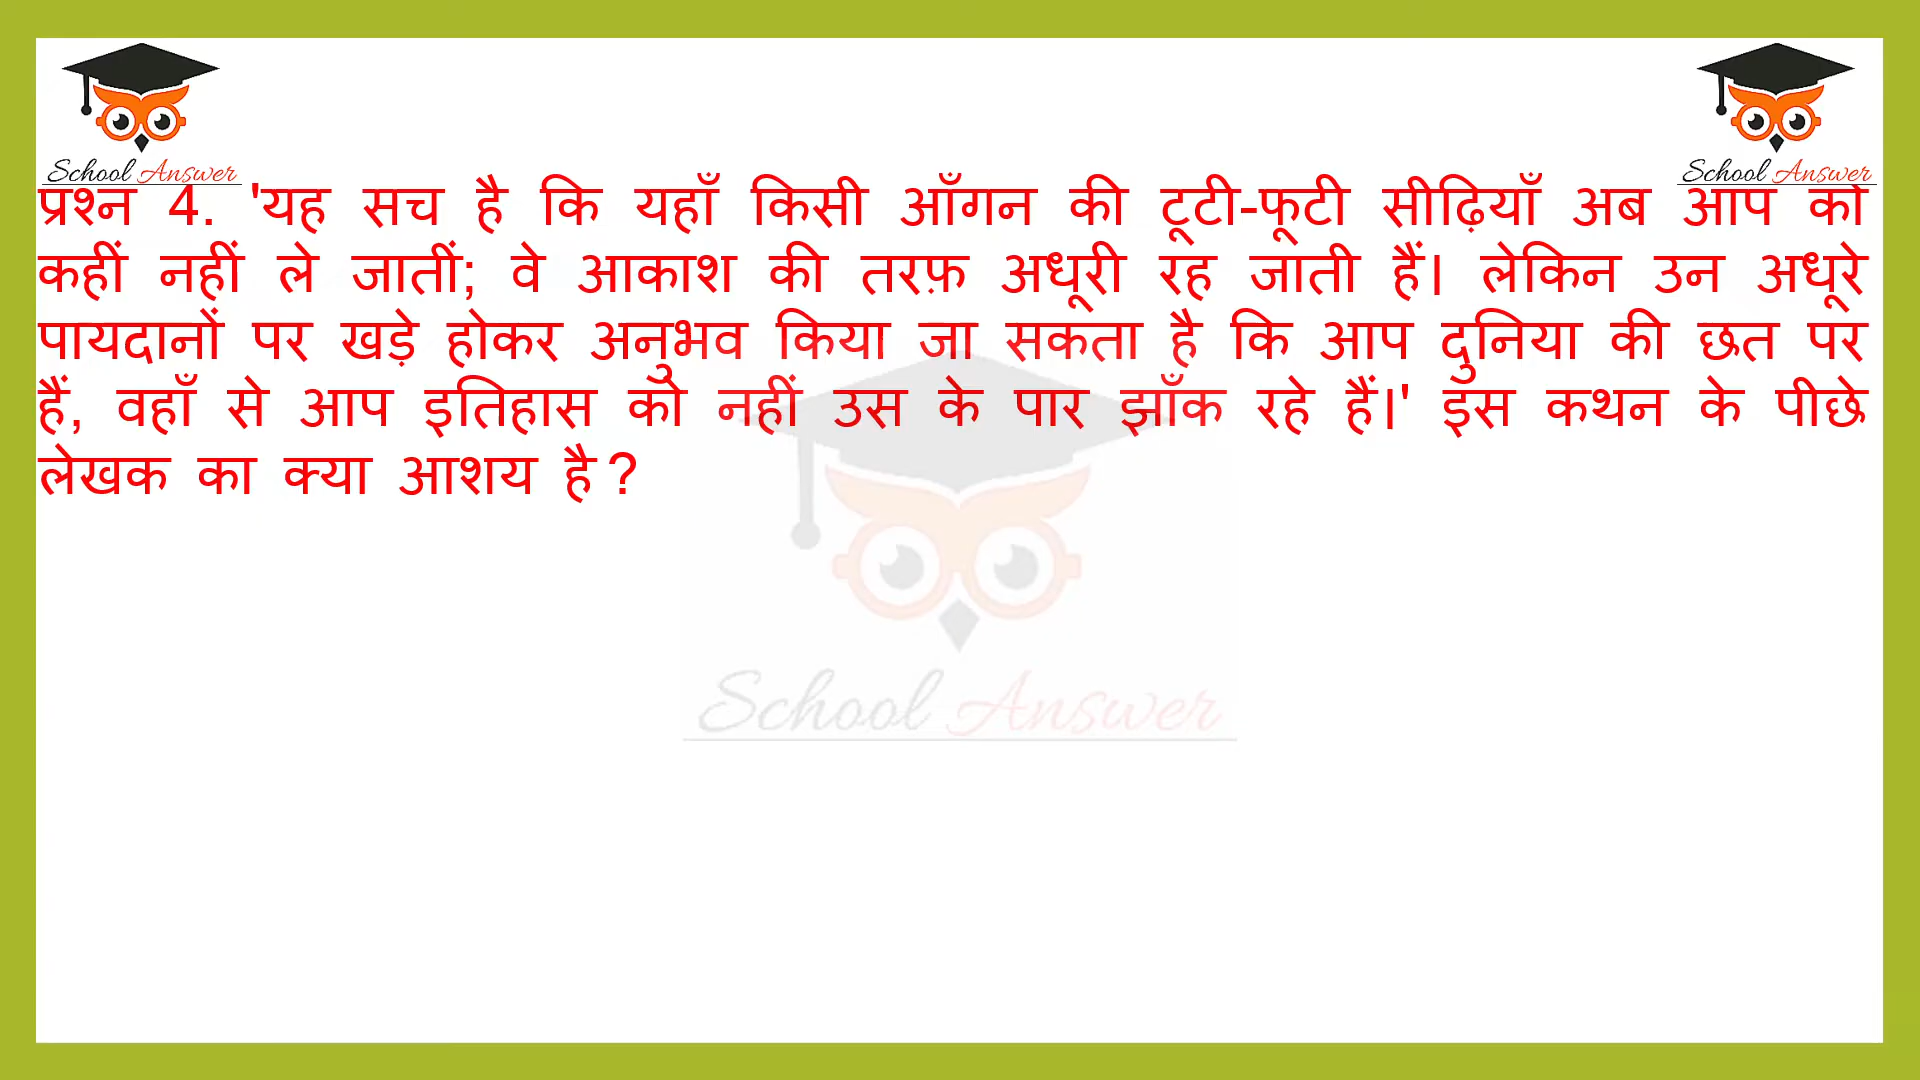 School Answer
School Answer
प्रश्न 4. 'यह सच है कि यहाँ किसी आँगन की टूटी-फूटी सीढ़ियाँ अब आप को
कहीं नहीं ले जातीं; वे आकाश की तरफ़ अधूरी रह जाती हैं। लेकिन उन अधूरे
पायदानों पर खड़े होकर अनुभव किया जा सकता है कि आप दुनिया की छत पर
हैं, वहाँ से आप इतिहास को नहीं उस के पार झाँक रहे हैं।' इस कथन के पीछे
लेखक का क्या आशय है ?
School Answer